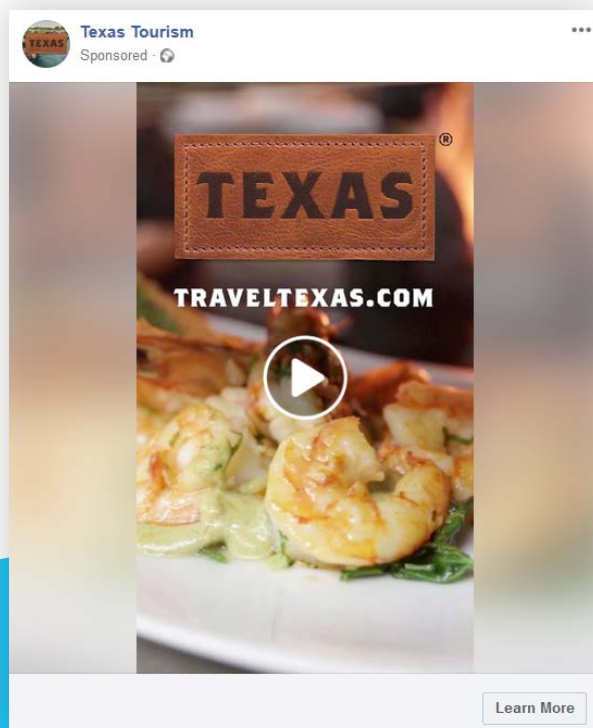 TEXAS
Texas Tourism
Sponsored ·
TEXAS®
TRAVELTEXAS.COM
Learn More